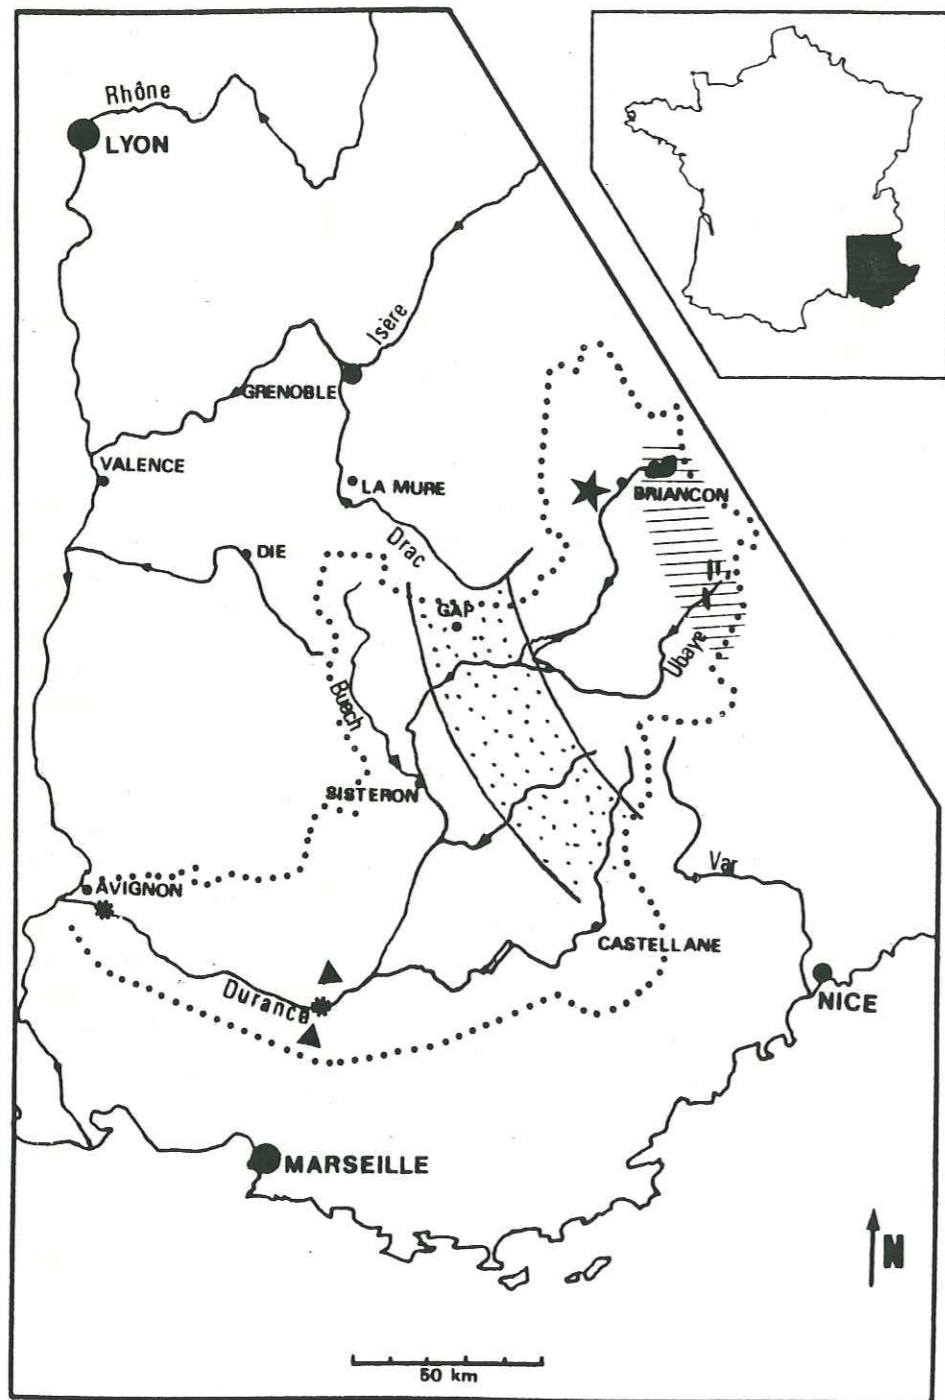 Rhône
LYON
Isère
GRENOBLE
VALENCE
LA MURE
BRIANCON
Drac
DIE
GAP
Ubaye
Buech
SISTERON
Var
AVIGNON
CASTELLANE
Durance
NICE
MARSEILLE
N
50 km